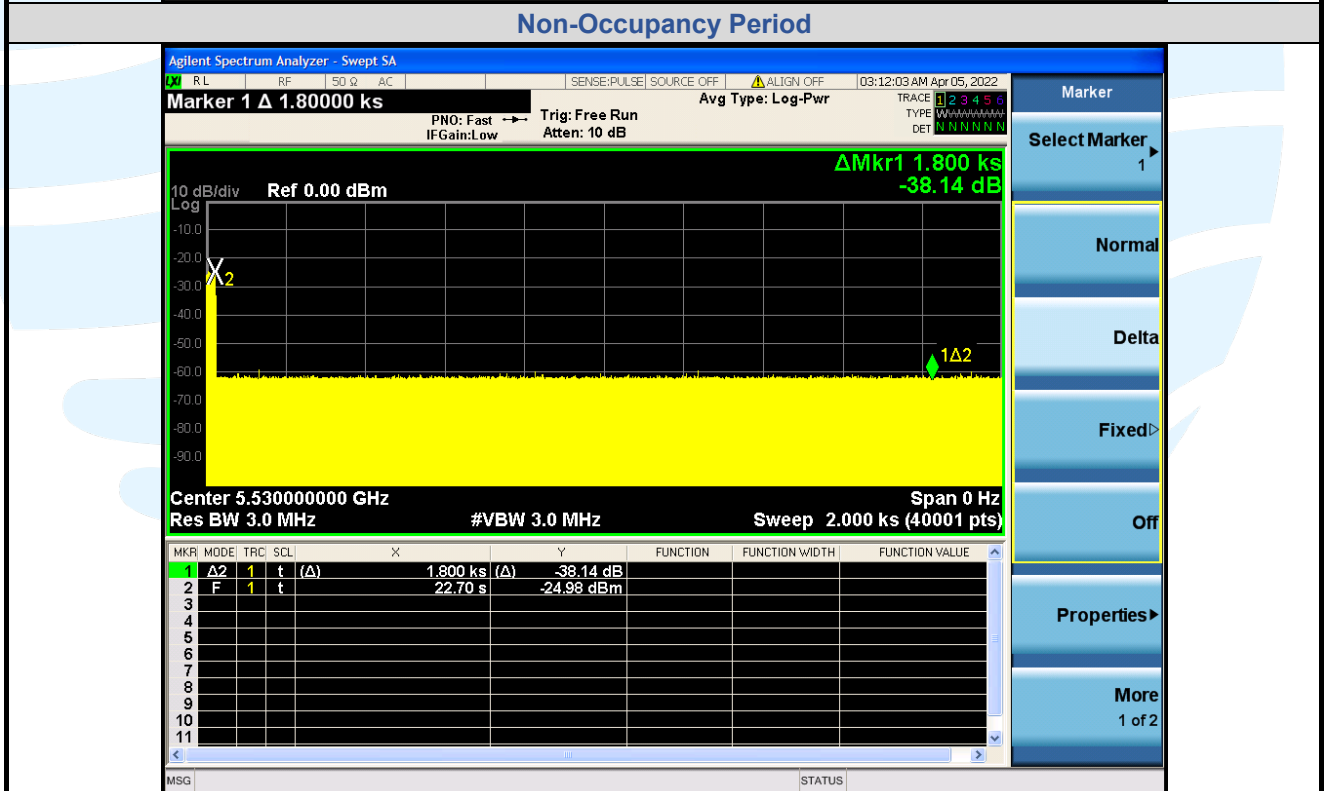 Non-Occupancy Period
Agilent Spectrum Analyzer - Swept SA
LXI RL RF 50 Ω AC SENSE:PULSE SOURCE OFF ⚠ALIGN OFF 03:12:03 AM Apr 05, 2022
Marker 1 Δ 1.80000 ks
Avg Type: Log-Pwr
TRACE 1 2 3 4 5 6
TYPE
DET N N N N N N
PNO: Fast
IFGain:Low
Trig: Free Run
Atten: 10 dB
ΔMkr1 1.800 ks
-38.14 dB
10 dB/div Ref 0.00 dBm
Log
-10.0
-20.0
-30.0
-40.0
-50.0
-60.0
-70.0
-80.0
-90.0
X2
1Δ2
Center 5.530000000 GHz Span 0 Hz
Res BW 3.0 MHz #VBW 3.0 MHz Sweep 2.000 ks (40001 pts)
MKR MODE TRC SCL X Y FUNCTION FUNCTION WIDTH FUNCTION VALUE
1 Δ2 1 t (Δ) 1.800 ks (Δ) -38.14 dB
2 F 1 t 22.70 s -24.98 dBm
3
4
5
6
7
8
9
10
11
MSG STATUS
Marker
Select Marker
1
Normal
Delta
Fixed
Off
Properties
More
1 of 2